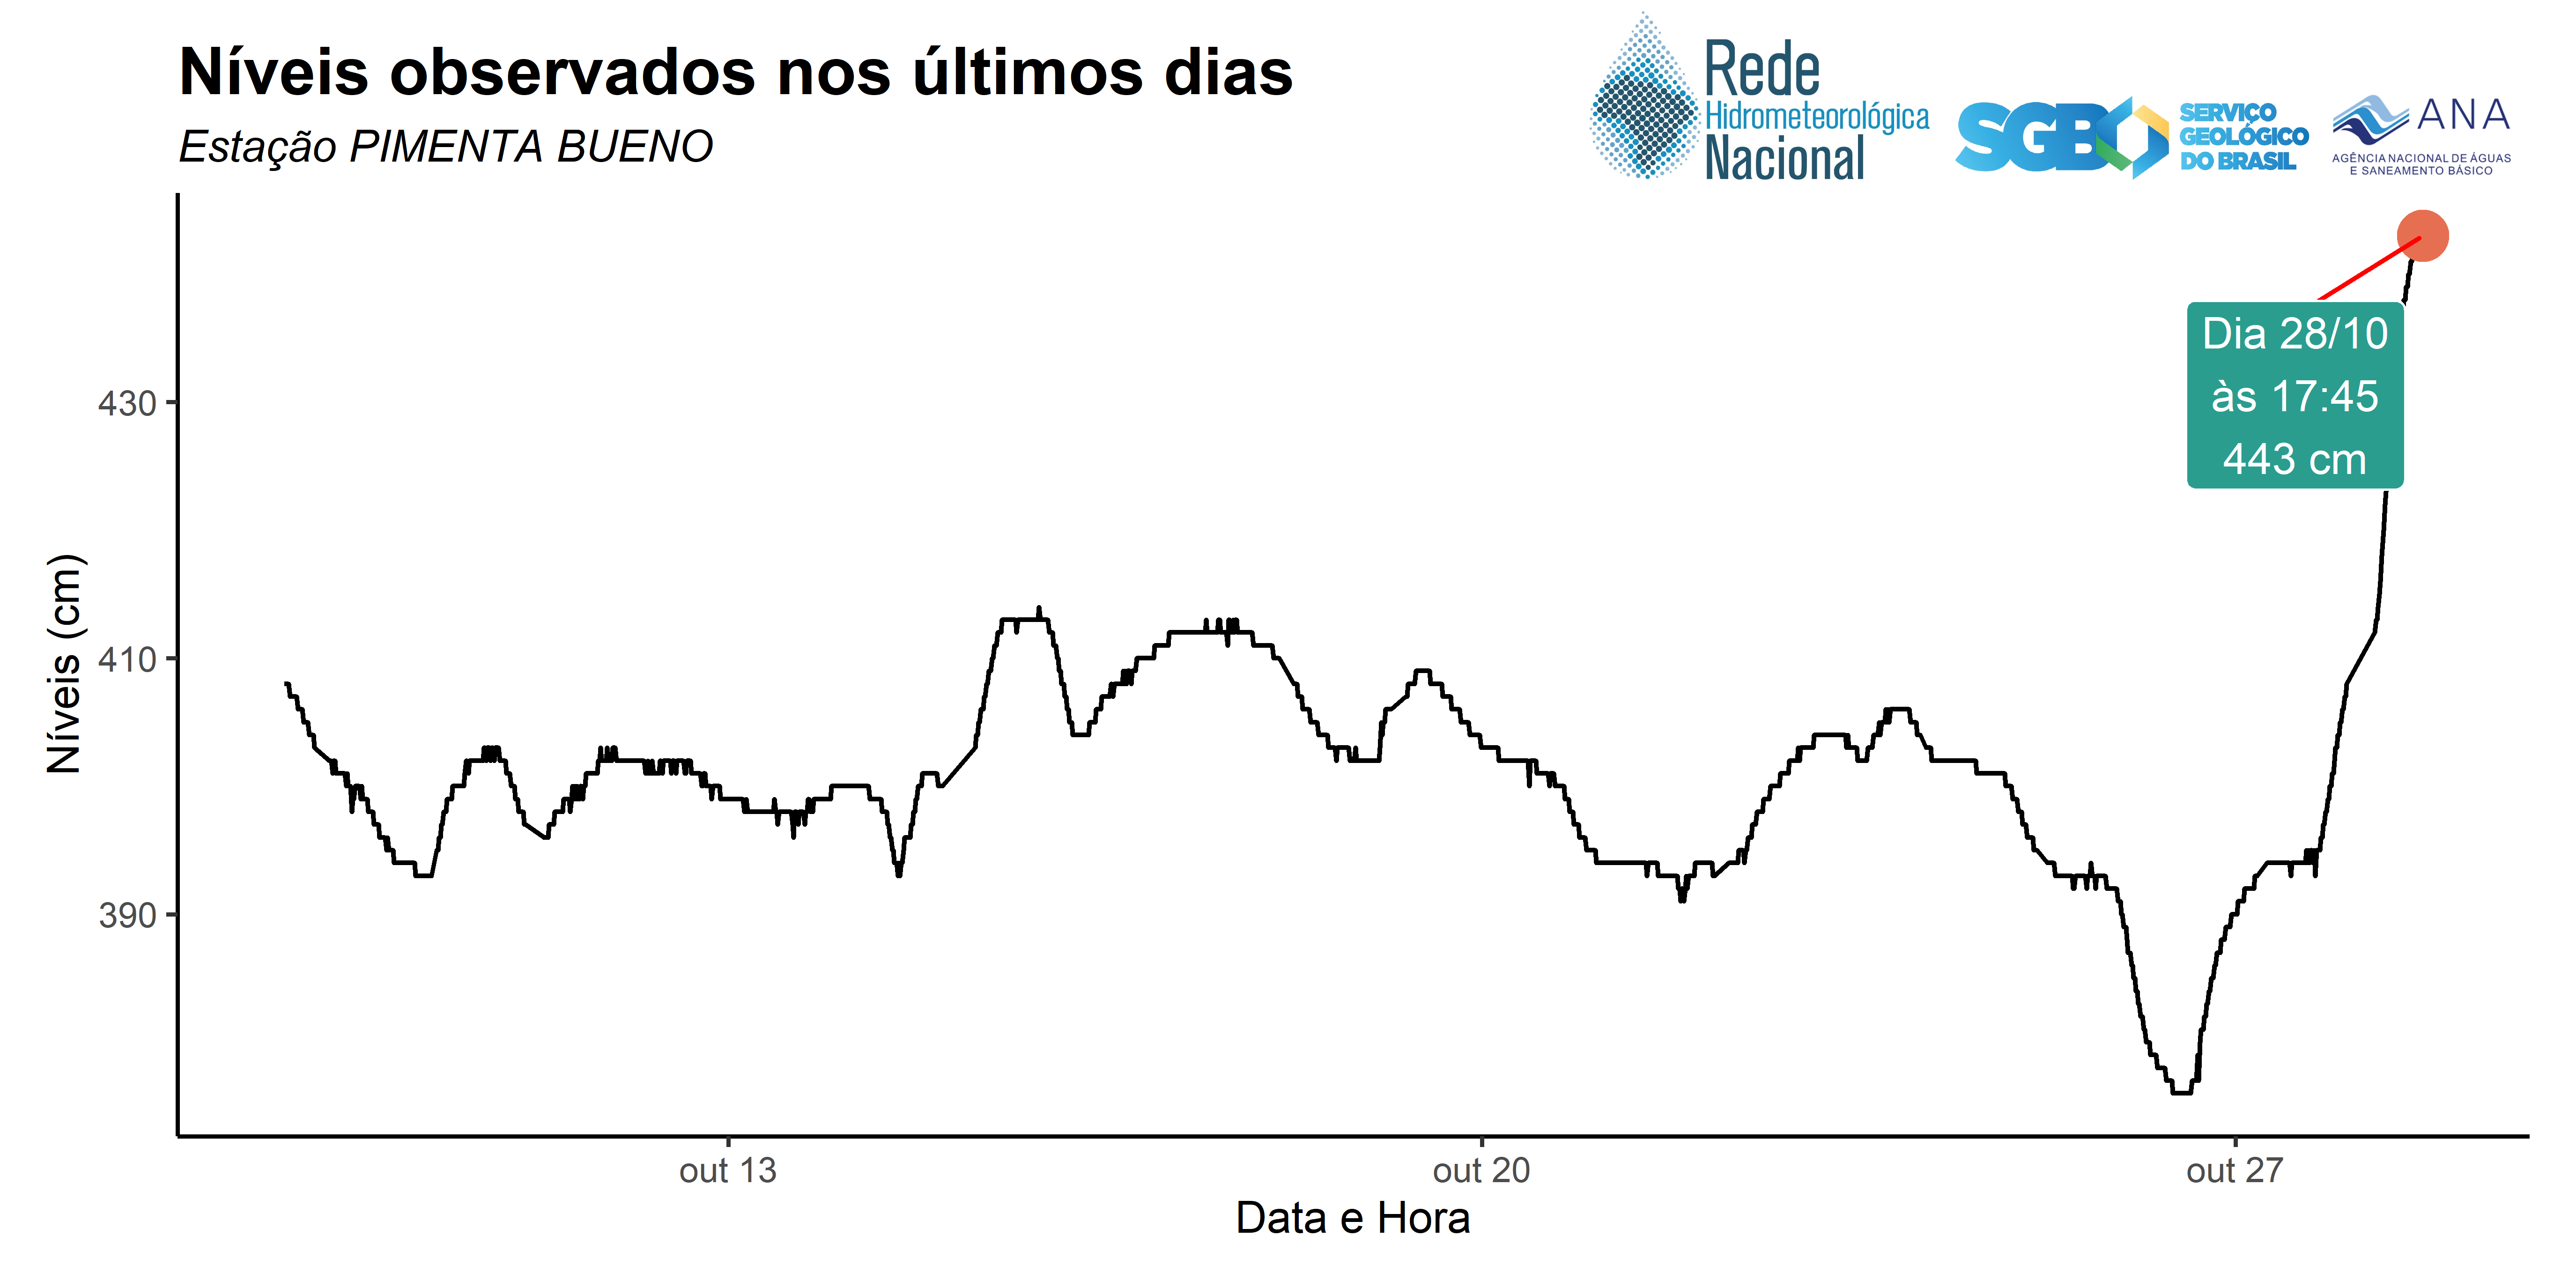 Níveis observados nos últimos dias
Estação PIMENTA BUENO
Rede
Hidrometeorológica
Nacional
SGB
SERVIÇO
GEOLÓGICO
DO BRASIL
ANA
AGÊNCIA NACIONAL DE ÁGUAS
E SANEAMENTO BÁSICO
Dia 28/10
às 17:45
443 cm
Níveis (cm)
430
410
390
out 13
out 20
out 27
Data e Hora